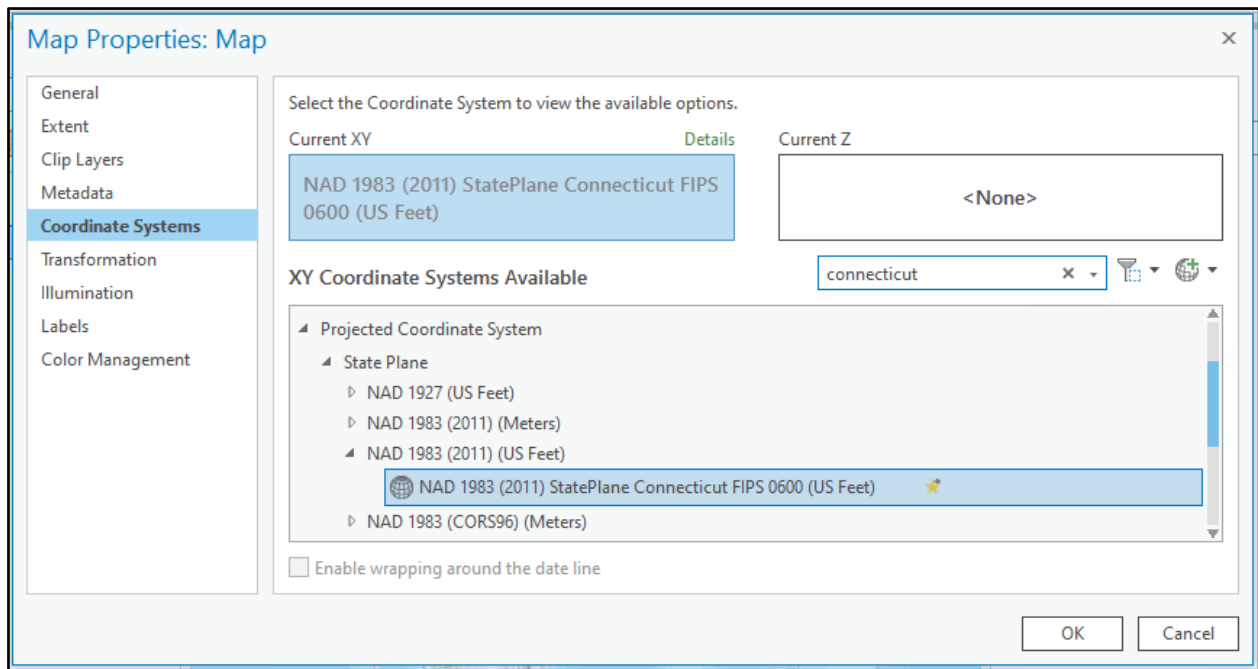 Map Properties: Map
General
Extent
Clip Layers
Metadata
Coordinate Systems
Transformation
Illumination
Labels
Color Management
Select the Coordinate System to view the available options.
Current XY
Details
Current Z
NAD 1983 (2011) StatePlane Connecticut FIPS
0600 (US Feet)
<None>
XY Coordinate Systems Available
connecticut
Projected Coordinate System
State Plane
NAD 1927 (US Feet)
NAD 1983 (2011) (Meters)
NAD 1983 (2011) (US Feet)
NAD 1983 (2011) StatePlane Connecticut FIPS 0600 (US Feet)
NAD 1983 (CORS96) (Meters)
Enable wrapping around the date line
OK
Cancel